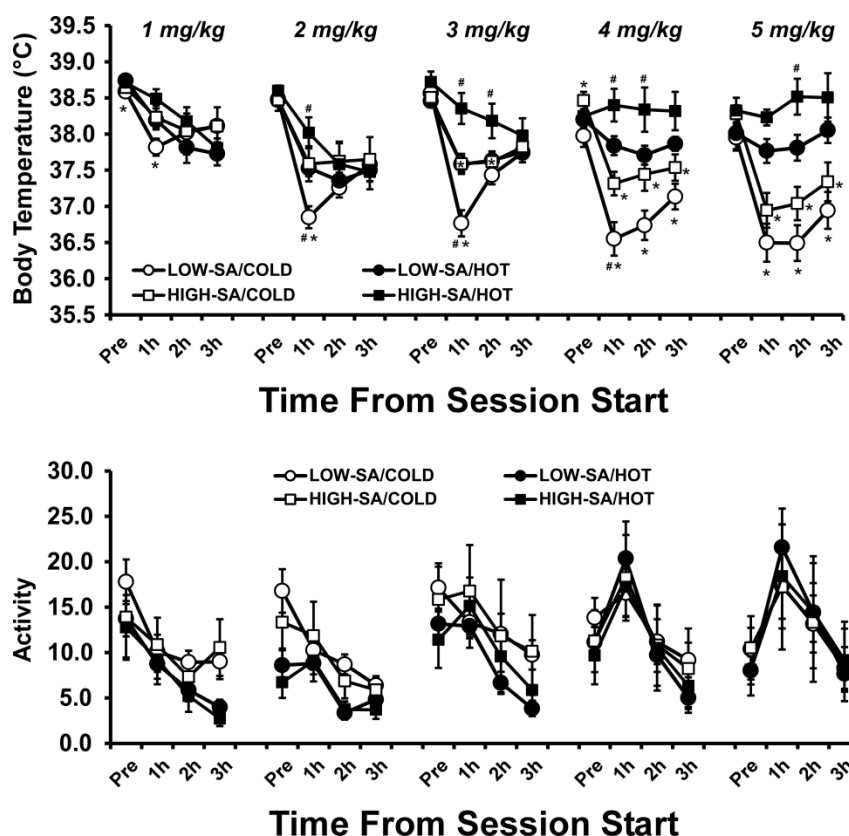 39.5
1 mg/kg 2 mg/kg 3 mg/kg 4 mg/kg 5 mg/kg
39.0
38.5
38.0
37.5
37.0
36.5
36.0
35.5
Body Temperature (°C)
* * # #* # # * * #* * # # #* * * * * * # * * * * * *
LOW-SA/COLD LOW-SA/HOT
HIGH-SA/COLD HIGH-SA/HOT
Pre 1h 2h 3h Pre 1h 2h 3h Pre 1h 2h 3h Pre 1h 2h 3h Pre 1h 2h 3h
Time From Session Start
30.0
25.0
20.0
15.0
10.0
5.0
0.0
Activity
LOW-SA/COLD LOW-SA/HOT
HIGH-SA/COLD HIGH-SA/HOT
Pre 1h 2h 3h Pre 1h 2h 3h Pre 1h 2h 3h Pre 1h 2h 3h Pre 1h 2h 3h
Time From Session Start